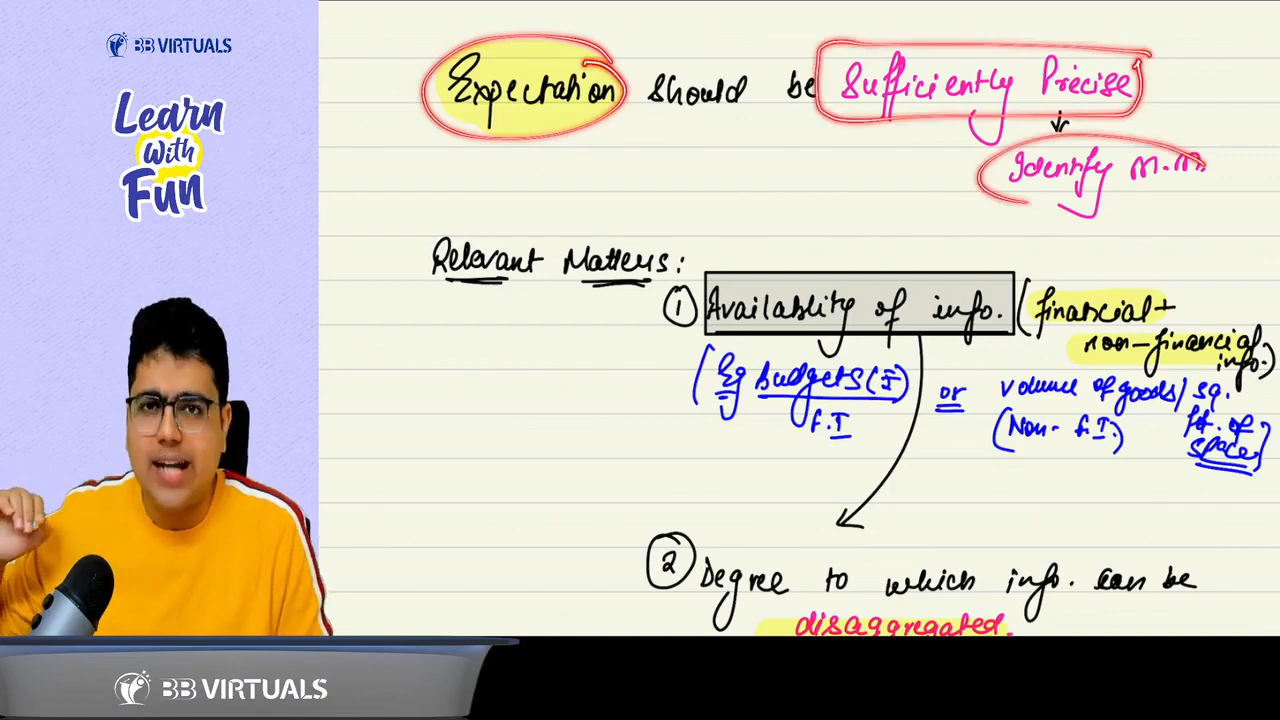 BB VIRTUALS
Learn
With
Fun
Expectation should be Sufficiently Precise
Identify M.M
Relevant Matters:
① Availablity of info. (financial +
non-financial
info.)
(Eg Budgets (I) or volume of goods/ sq.
F.I (Non- f.I.) ft. of
space)
② Degree to which info. can be
disaggregated.
BB VIRTUALS